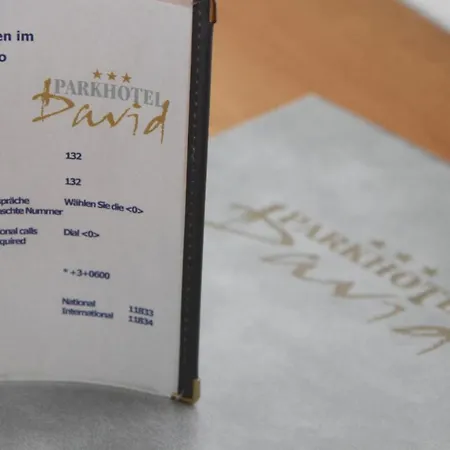 en im
o
★★★
PARKHOTEL
David
132
132
präche Wählen Sie die <0>
nschte Nummer
onal calls Dial <0>
quired
* +3+0600
National 11833
International 11834
★★★
PARKHOTEL
David